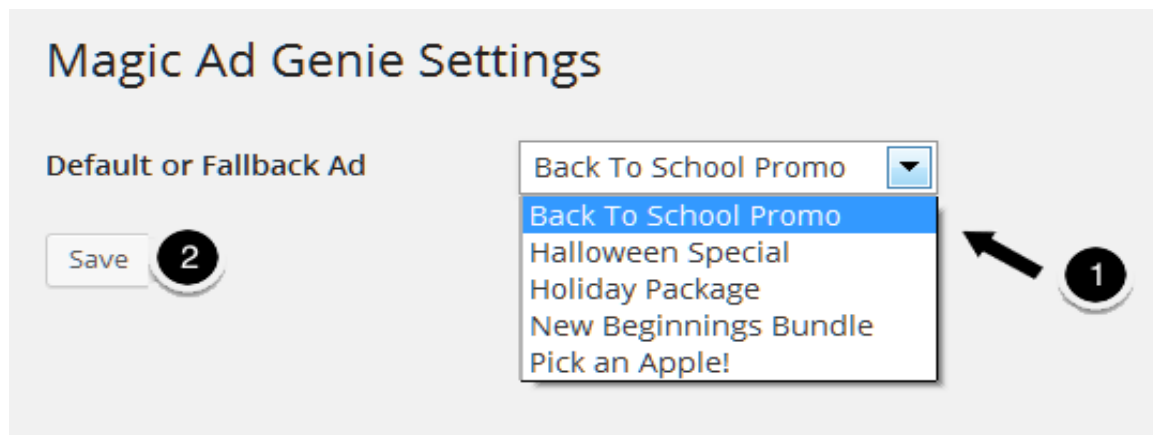 Magic Ad Genie Settings
Default or Fallback Ad
Back To School Promo
Back To School Promo
Halloween Special
Holiday Package
New Beginnings Bundle
Pick an Apple!
1
Save
2